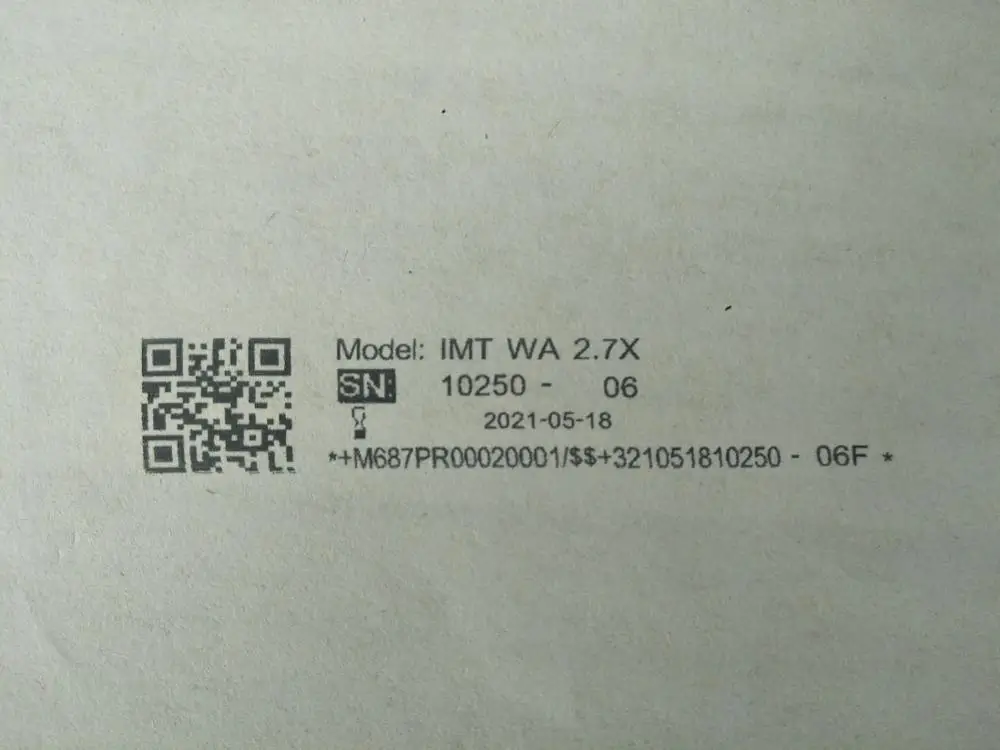 Model: IMT WA 2.7X
SN: 10250 - 06
2021-05-18
*+M687PR00020001/$$+321051810250 - 06F *